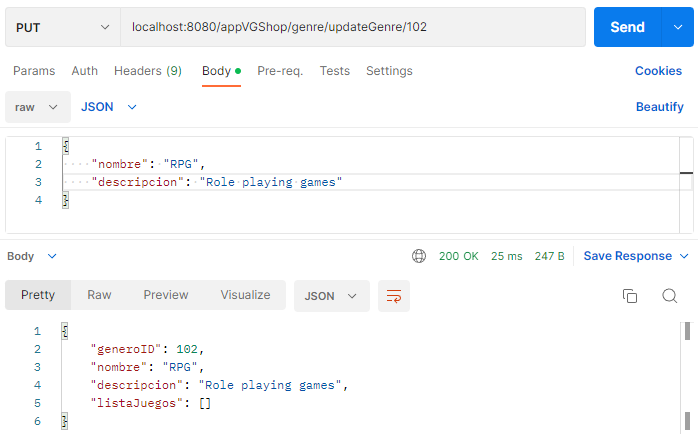 PUT localhost:8080/appVGShop/genre/updateGenre/102 Send
Params Auth Headers (9) Body Pre-req. Tests Settings Cookies
raw JSON Beautify
1 {
2 "nombre": "RPG",
3 "descripcion": "Role playing games"
4 }
Body 200 OK 25 ms 247 B Save Response
Pretty Raw Preview Visualize JSON
1 {
2 "generoID": 102,
3 "nombre": "RPG",
4 "descripcion": "Role playing games",
5 "listaJuegos": []
6 }